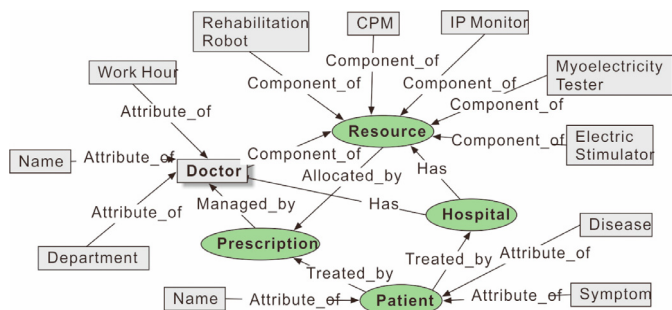 Rehabilitation
Robot
CPM
IP Monitor
Work Hour
Component_of
Component_of
Component_of
Myoelectricity
Tester
Attribute_of
Component_of
Resource
Name
Attribute_of
Component_of
Component_of
Electric
Stimulator
Doctor
Allocated_by
Has
Attribute_of
Managed_by
Has
Hospital
Disease
Department
Prescription
Treated_by
Treated_by
Attribute_of
Name
Attribute_of
Patient
Attribute_of
Symptom